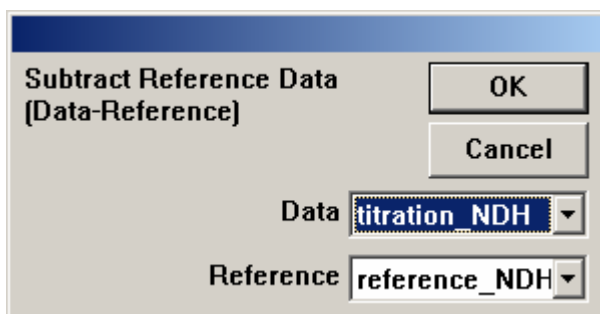 Subtract Reference Data
(Data-Reference)
OK
Cancel
Data titration_NDH
Reference reference_NDH